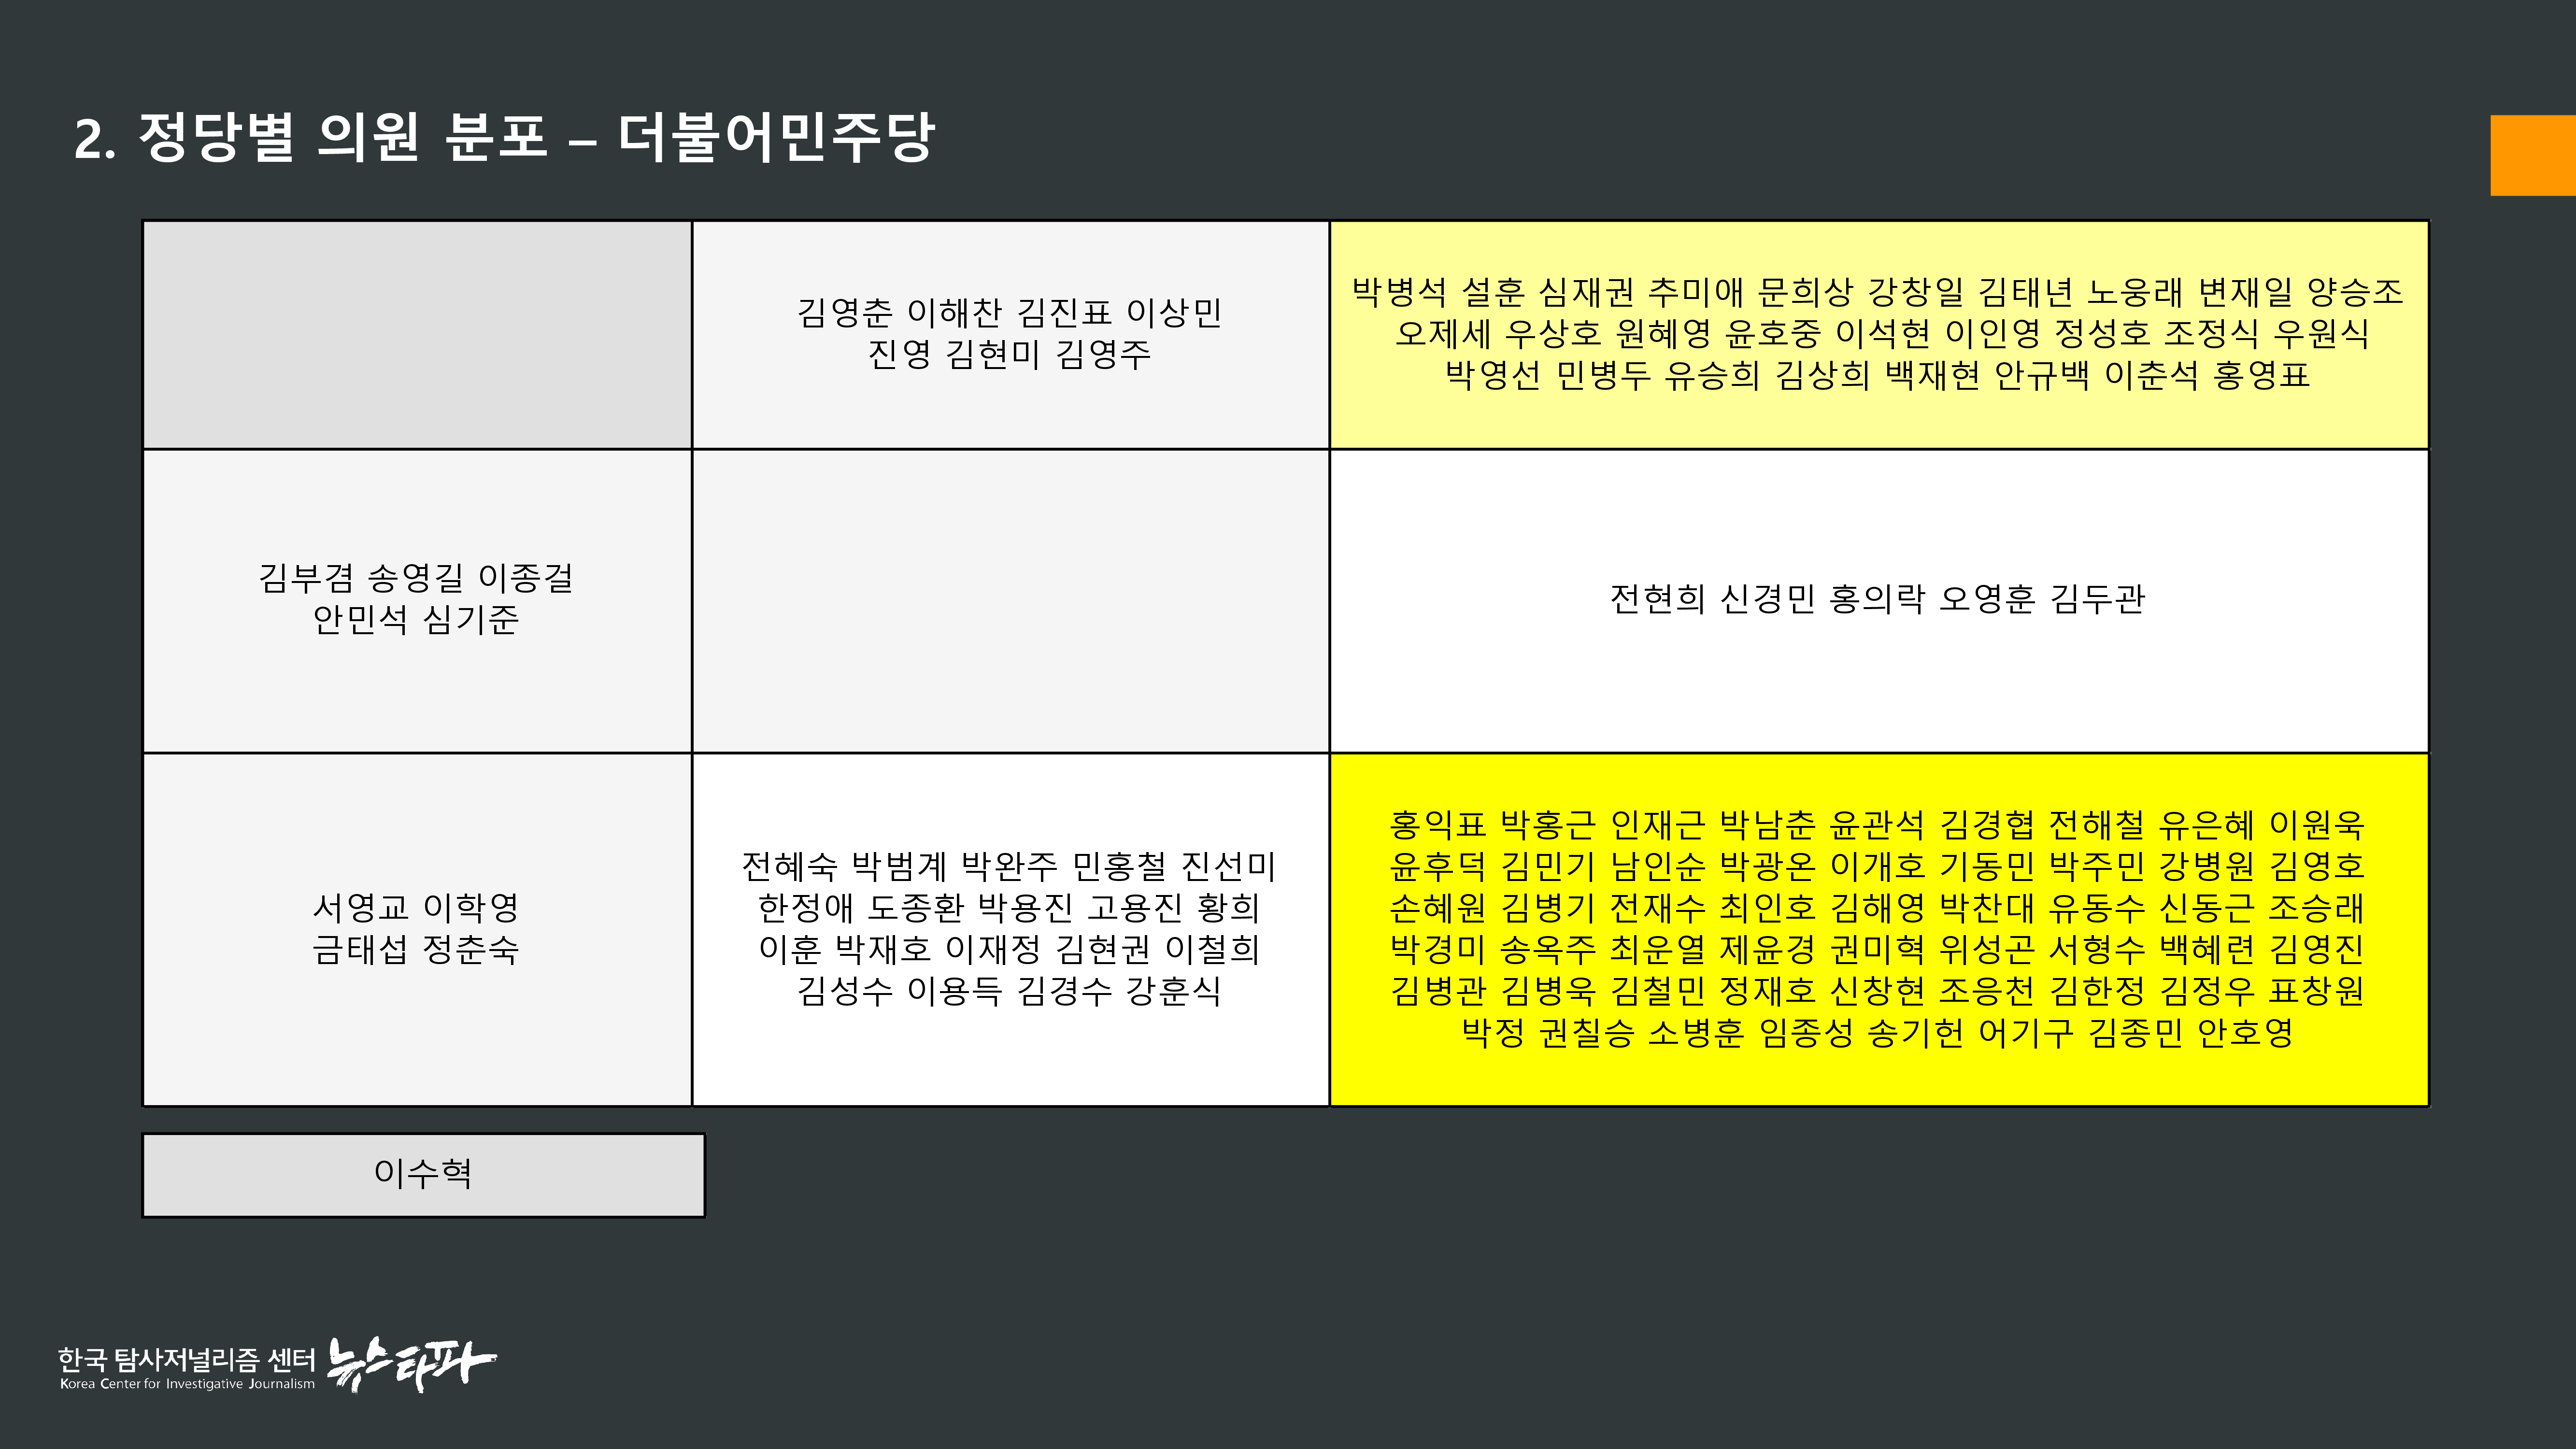 2. 정당별 의원 분포 – 더불어민주당
김영춘 이해찬 김진표 이상민
진영 김현미 김영주
박병석 설훈 심재권 추미애 문희상 강창일 김태년 노웅래 변재일 양승조
오제세 우상호 원혜영 윤호중 이석현 이인영 정성호 조정식 우원식
박영선 민병두 유승희 김상희 백재현 안규백 이춘석 홍영표
김부겸 송영길 이종걸
안민석 심기준
전현희 신경민 홍의락 오영훈 김두관
서영교 이학영
금태섭 정춘숙
전혜숙 박범계 박완주 민홍철 진선미
한정애 도종환 박용진 고용진 황희
이훈 박재호 이재정 김현권 이철희
김성수 이용득 김경수 강훈식
홍익표 박홍근 인재근 박남춘 윤관석 김경협 전해철 유은혜 이원욱
윤후덕 김민기 남인순 박광온 이개호 기동민 박주민 강병원 김영호
손혜원 김병기 전재수 최인호 김해영 박찬대 유동수 신동근 조승래
박경미 송옥주 최운열 제윤경 권미혁 위성곤 서형수 백혜련 김영진
김병관 김병욱 김철민 정재호 신창현 조응천 김한정 김정우 표창원
박정 권칠승 소병훈 임종성 송기헌 어기구 김종민 안호영
이수혁
한국 탐사저널리즘 센터 뉴스타파
Korea Center for Investigative Journalism